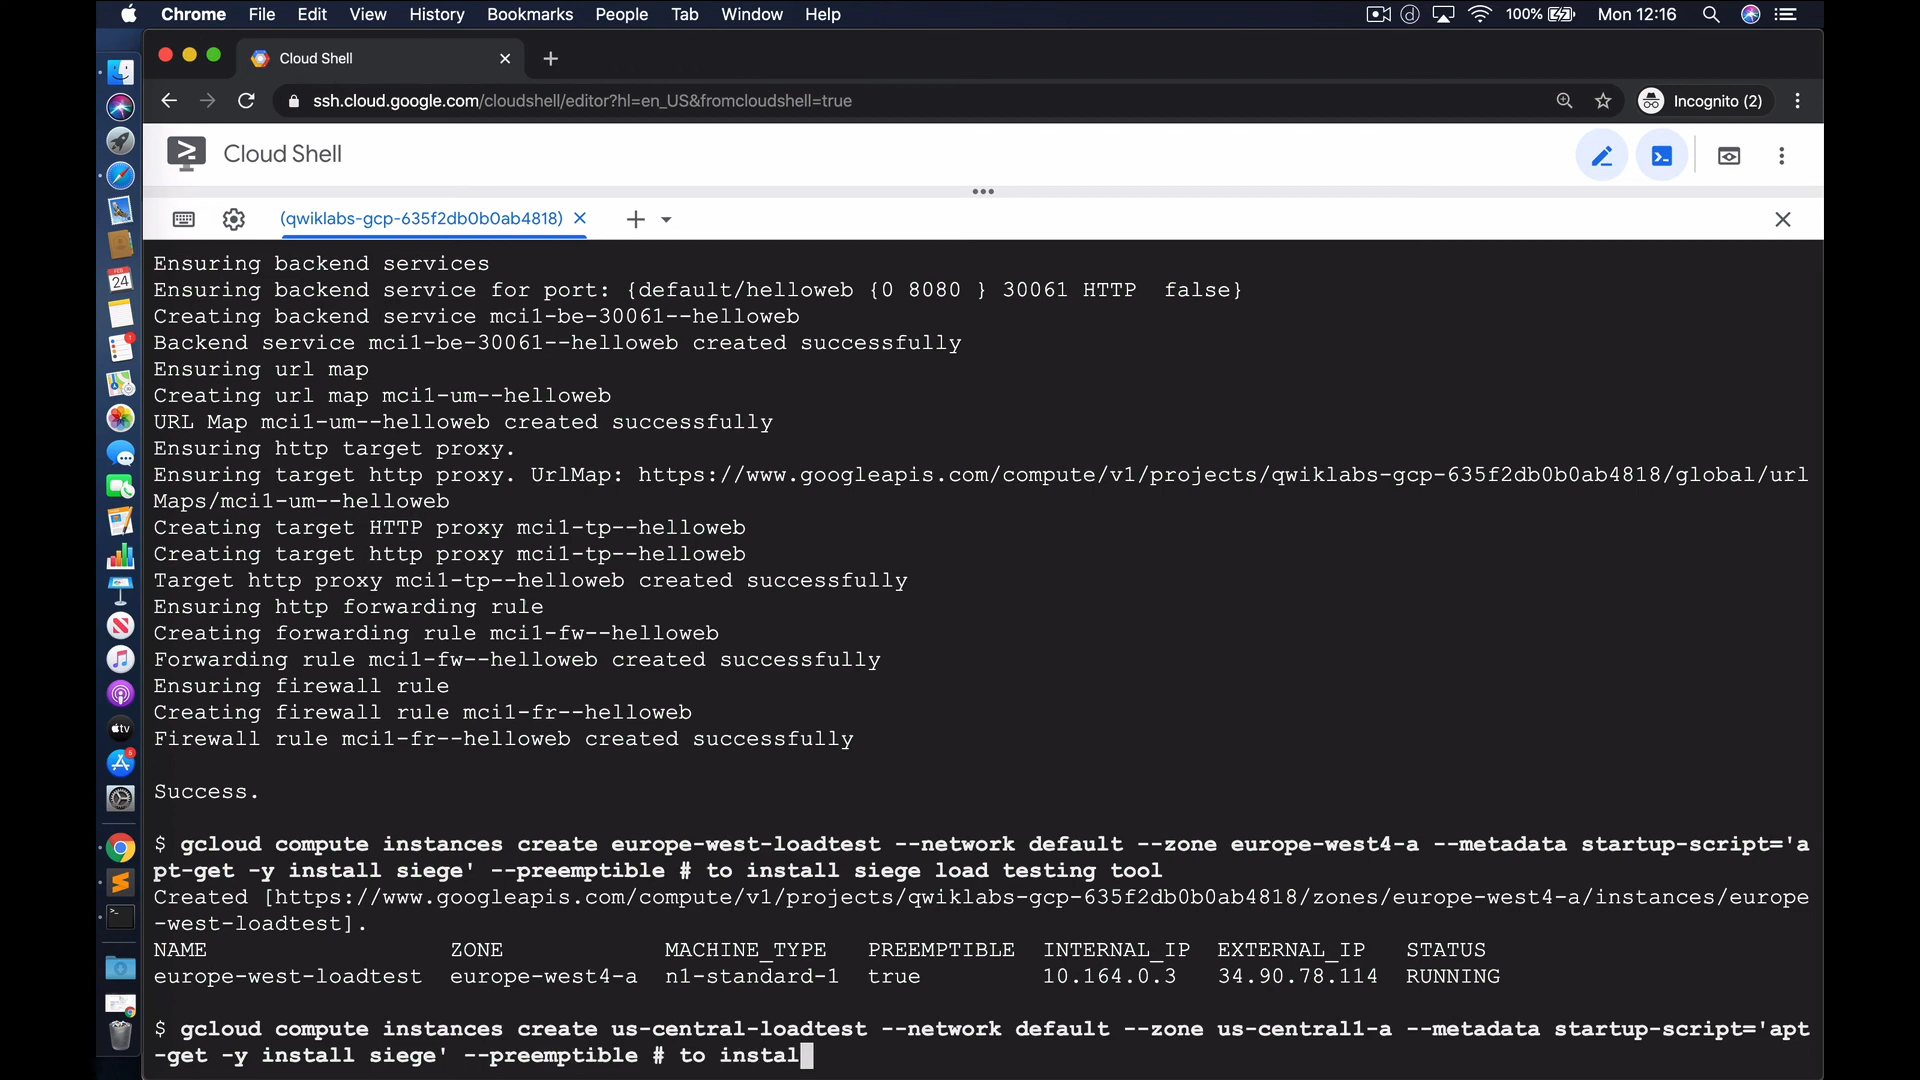 Chrome File Edit View History Bookmarks People Tab Window Help 100% Mon 12:16
Cloud Shell
ssh.cloud.google.com/cloudshell/editor?hl=en_US&fromcloudshell=true Incognito (2)
Cloud Shell
(qwiklabs-gcp-635f2db0b0ab4818)
Ensuring backend services
Ensuring backend service for port: {default/helloweb {0 8080 } 30061 HTTP  false}
Creating backend service mci1-be-30061--helloweb
Backend service mci1-be-30061--helloweb created successfully
Ensuring url map
Creating url map mci1-um--helloweb
URL Map mci1-um--helloweb created successfully
Ensuring http target proxy.
Ensuring target http proxy. UrlMap: https://www.googleapis.com/compute/v1/projects/qwiklabs-gcp-635f2db0b0ab4818/global/url
Maps/mci1-um--helloweb
Creating target HTTP proxy mci1-tp--helloweb
Creating target http proxy mci1-tp--helloweb
Target http proxy mci1-tp--helloweb created successfully
Ensuring http forwarding rule
Creating forwarding rule mci1-fw--helloweb
Forwarding rule mci1-fw--helloweb created successfully
Ensuring firewall rule
Creating firewall rule mci1-fr--helloweb
Firewall rule mci1-fr--helloweb created successfully
Success.
$ gcloud compute instances create europe-west-loadtest --network default --zone europe-west4-a --metadata startup-script='a
pt-get -y install siege' --preemptible # to install siege load testing tool
Created [https://www.googleapis.com/compute/v1/projects/qwiklabs-gcp-635f2db0b0ab4818/zones/europe-west4-a/instances/europe
-west-loadtest].
NAME ZONE MACHINE_TYPE PREEMPTIBLE INTERNAL_IP EXTERNAL_IP STATUS
europe-west-loadtest europe-west4-a n1-standard-1 true 10.164.0.3 34.90.78.114 RUNNING
$ gcloud compute instances create us-central-loadtest --network default --zone us-central1-a --metadata startup-script='apt
-get -y install siege' --preemptible # to instal
FEB
24
1
tv
6